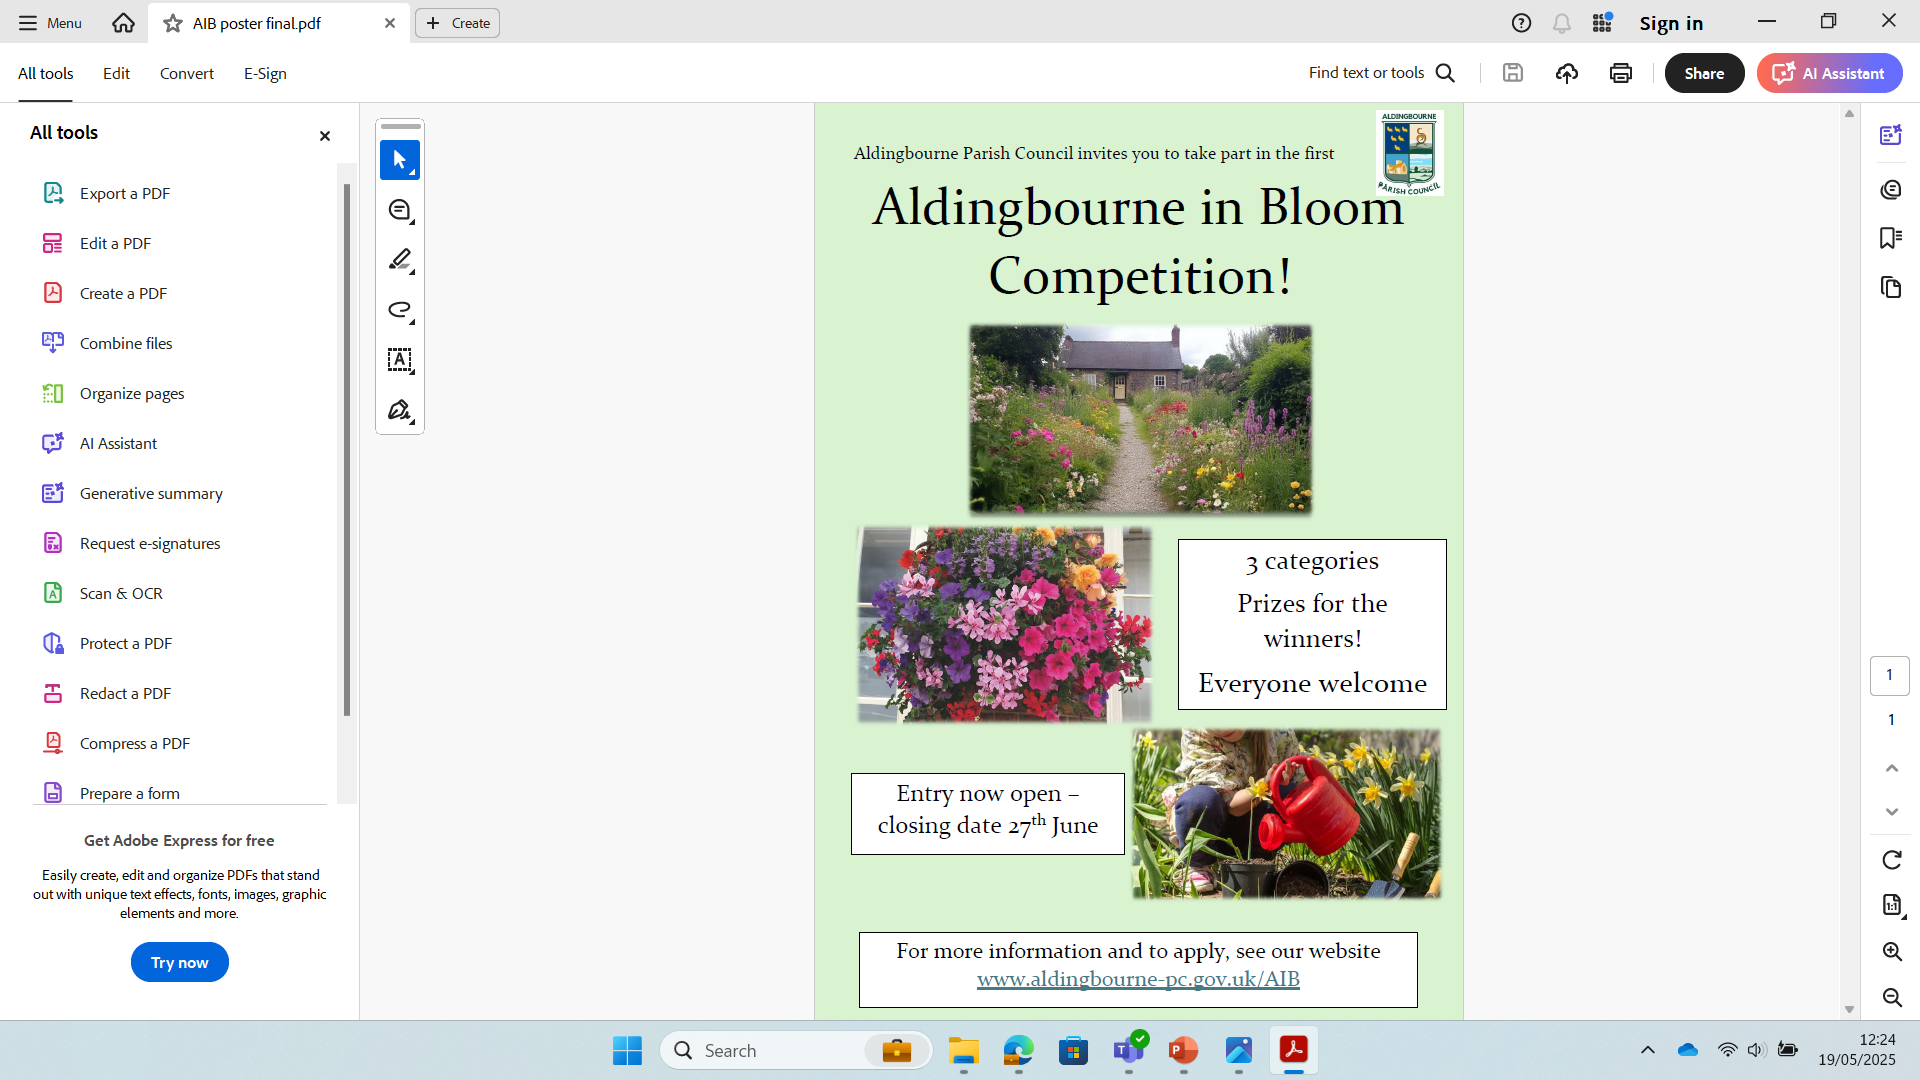 Menu
AIB poster final.pdf
Create
Sign in
All tools
Edit
Convert
E-Sign
Find text or tools
Share
AI Assistant
All tools
Export a PDF
Edit a PDF
Create a PDF
Combine files
Organize pages
AI Assistant
Generative summary
Request e-signatures
Scan & OCR
Protect a PDF
Redact a PDF
Compress a PDF
Prepare a form
Get Adobe Express for free
Easily create, edit and organize PDFs that stand
out with unique text effects, fonts, images, graphic
elements and more.
Try now
ALDINGBOURNE
PARISH COUNCIL
Aldingbourne Parish Council invites you to take part in the first
Aldingbourne in Bloom
Competition!
3 categories
Prizes for the
winners!
Everyone welcome
Entry now open –
closing date 27th June
For more information and to apply, see our website
www.aldingbourne-pc.gov.uk/AIB
1
1
Search
12:24
19/05/2025